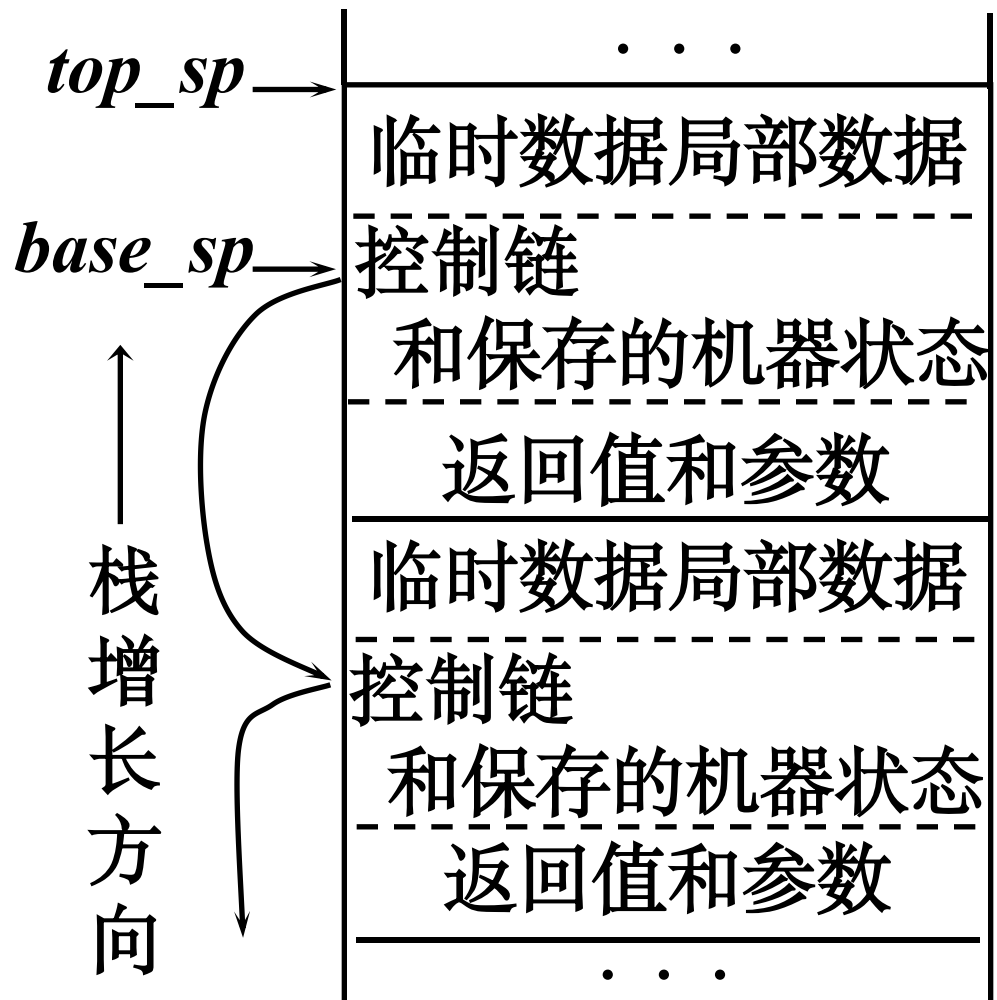 . . .
top_sp
临时数据局部数据
base_sp
控制链
和保存的机器状态
返回值和参数
临时数据局部数据
控制链
和保存的机器状态
返回值和参数
. . .
栈增长方向